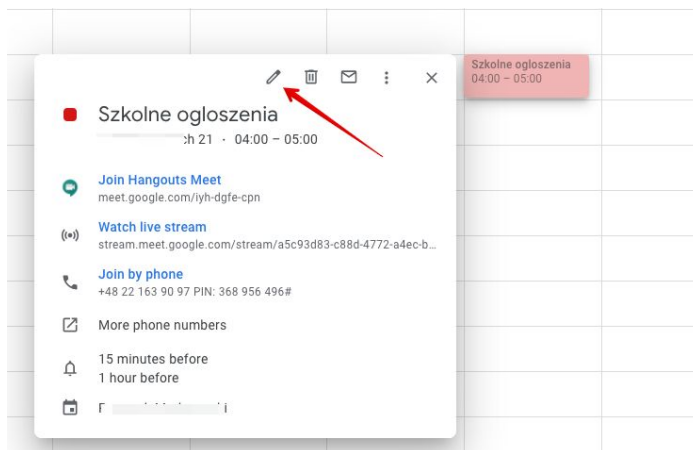 Szkolne ogloszenia
04:00 – 05:00
Szkolne ogloszenia
ch 21 · 04:00 – 05:00
Join Hangouts Meet
meet.google.com/iyh-dgfe-cpn
Watch live stream
stream.meet.google.com/stream/a5c93d83-c88d-4772-a4ec-b…
Join by phone
+48 22 163 90 97 PIN: 368 956 496#
More phone numbers
15 minutes before
1 hour before